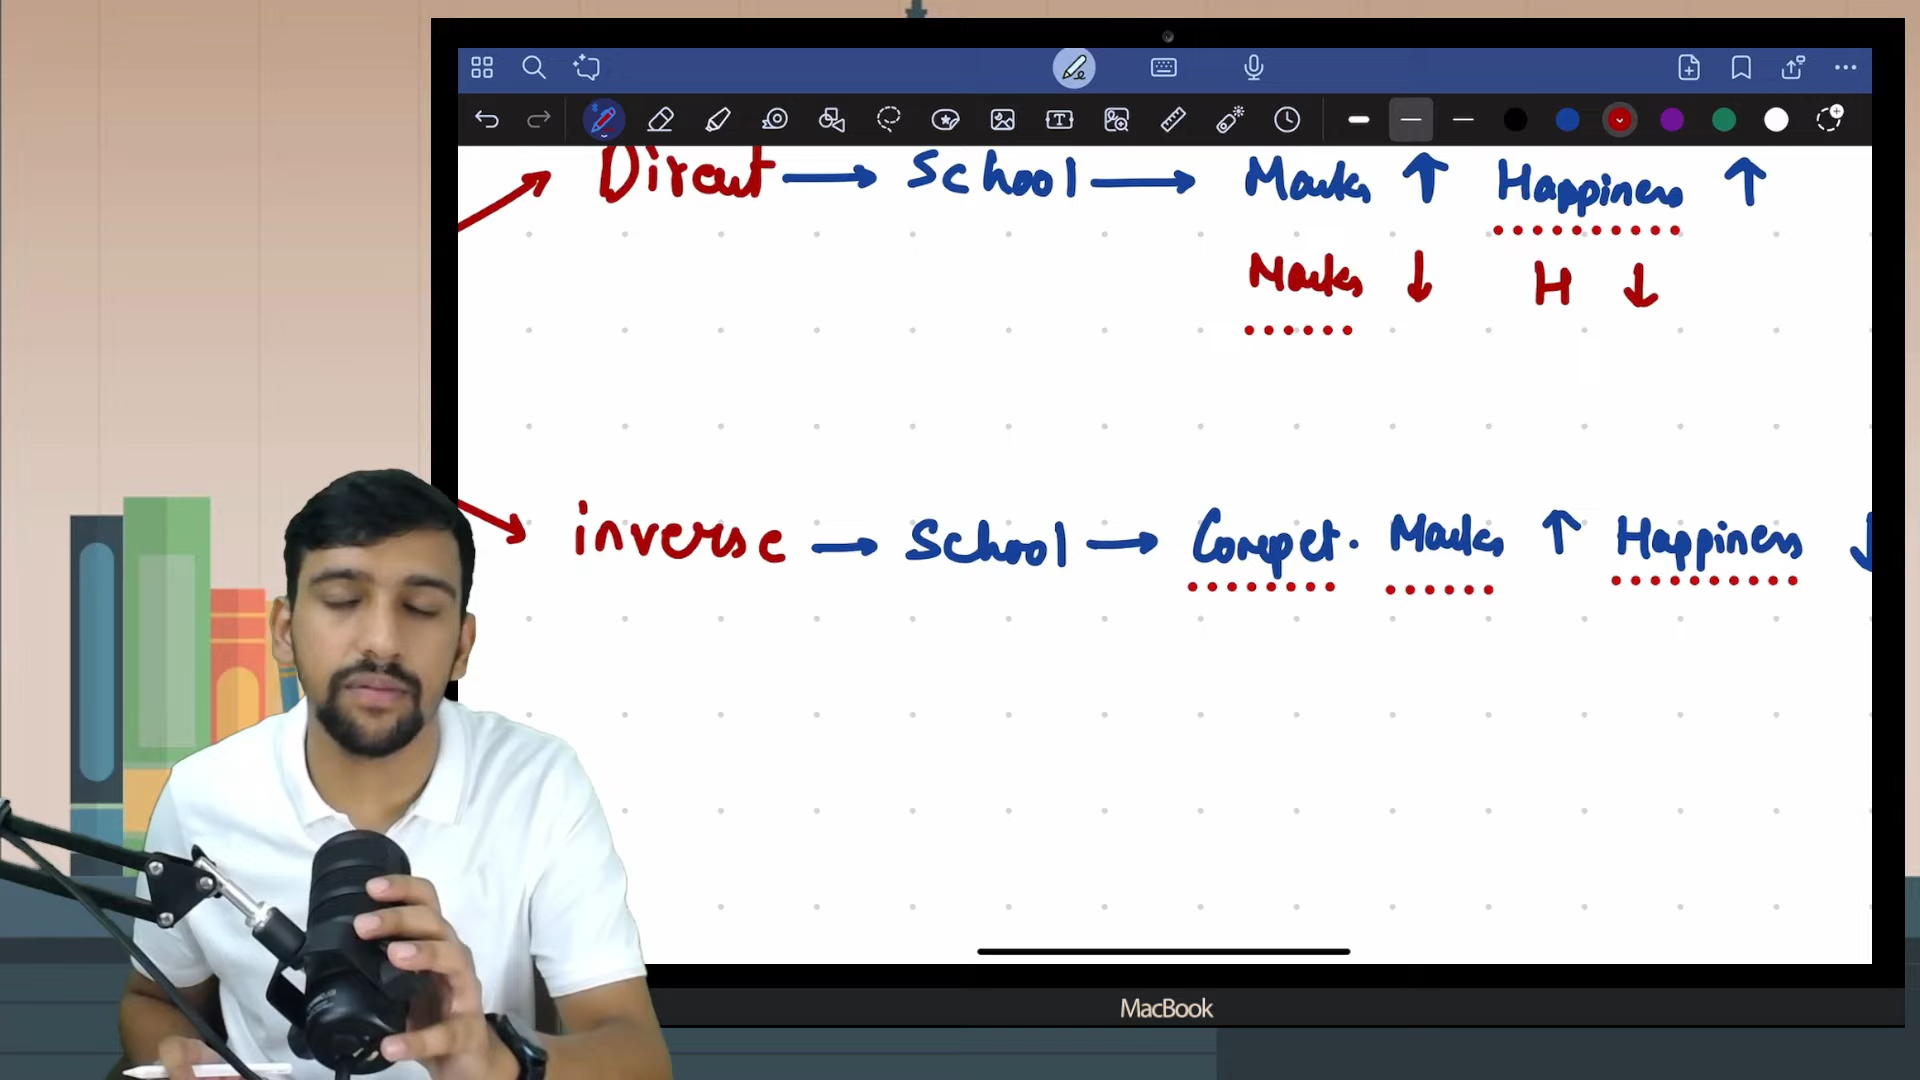 Direct → School → Marks ↑ Happiness ↑
Marks ↓ H ↓
inverse → School → Compet. Marks ↑ Happiness ↓
MacBook